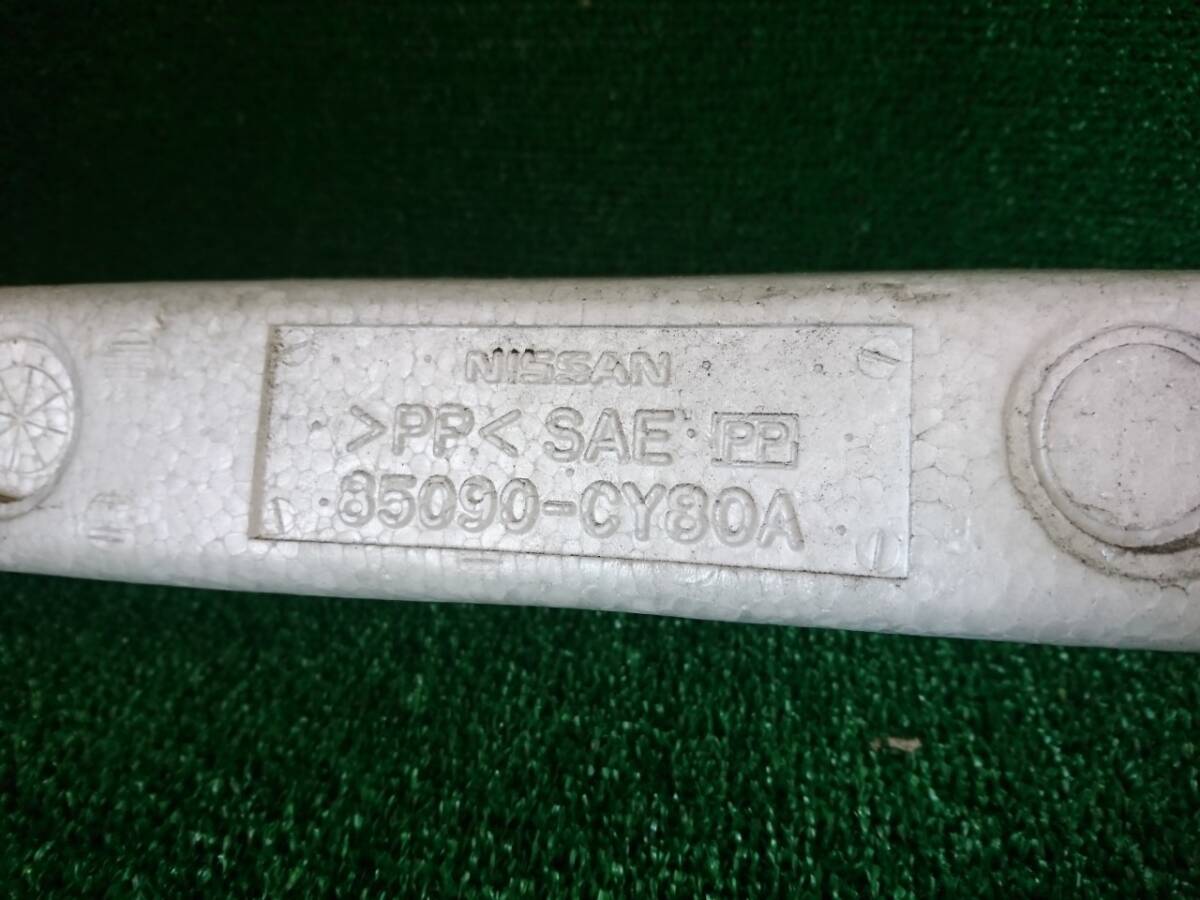 NISSAN
>PP< SAE PP
85090-CY80A